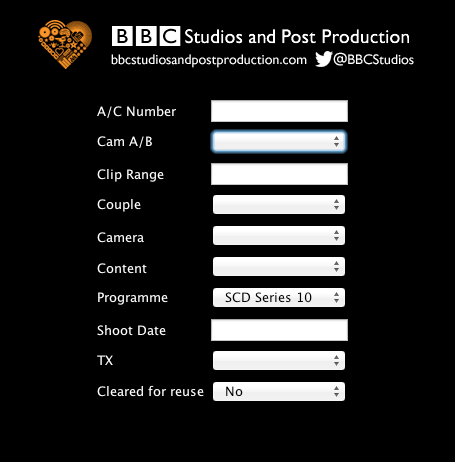 BBC Studios and Post Production
bbcstudiosandpostproduction.com @BBCStudios
A/C Number
Cam A/B
Clip Range
Couple
Camera
Content
Programme SCD Series 10
Shoot Date
TX
Cleared for reuse No